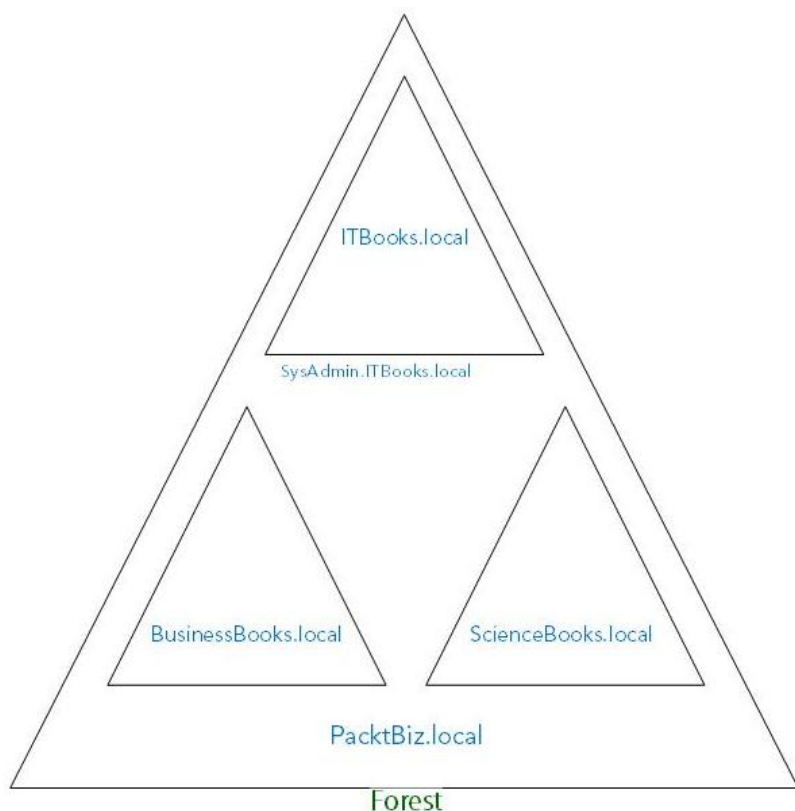 ITBooks.local
SysAdmin.ITBooks.local
BusinessBooks.local
ScienceBooks.local
PacktBiz.local
Forest